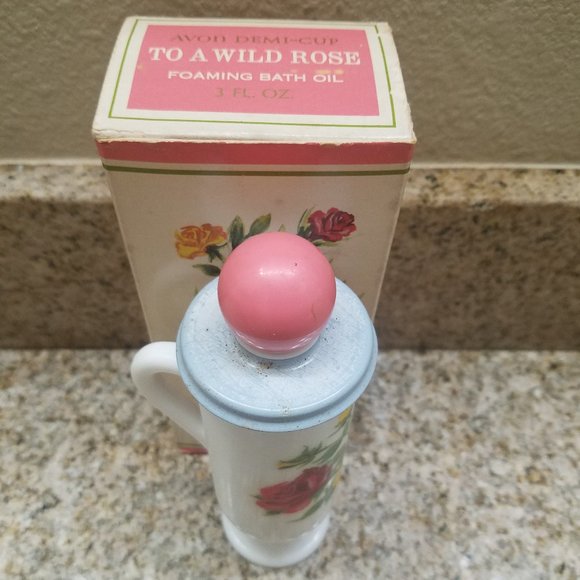 AVON DEMI-CUP
TO A WILD ROSE
FOAMING BATH OIL
3 FL. OZ.